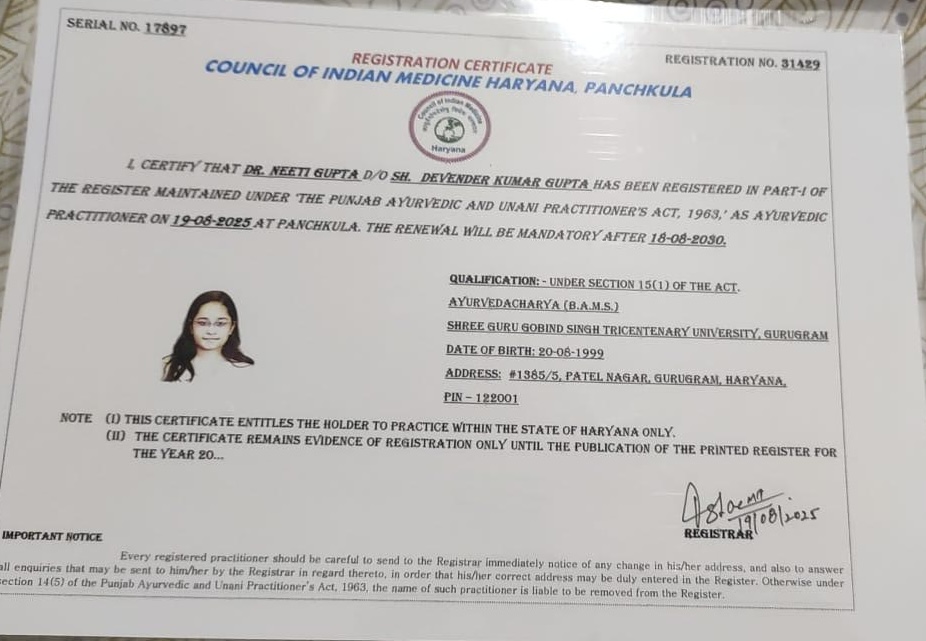 SERIAL NO. 17897
REGISTRATION NO. 31429
REGISTRATION CERTIFICATE
COUNCIL OF INDIAN MEDICINE HARYANA, PANCHKULA
Council of Indian Medicine
Haryana
I, CERTIFY THAT DR. NEETI GUPTA D/O SH. DEVENDER KUMAR GUPTA HAS BEEN REGISTERED IN PART-I OF
THE REGISTER MAINTAINED UNDER 'THE PUNJAB AYURVEDIC AND UNANI PRACTITIONER'S ACT, 1963,' AS AYURVEDIC
PRACTITIONER ON 19-08-2025 AT PANCHKULA. THE RENEWAL WILL BE MANDATORY AFTER 18-08-2030.
QUALIFICATION: - UNDER SECTION 15(1) OF THE ACT.
AYURVEDACHARYA (B.A.M.S.)
SHREE GURU GOBIND SINGH TRICENTENARY UNIVERSITY, GURUGRAM
DATE OF BIRTH: 20-08-1999
ADDRESS: #1385/5, PATEL NAGAR, GURUGRAM, HARYANA,
PIN – 122001
NOTE (I) THIS CERTIFICATE ENTITLES THE HOLDER TO PRACTICE WITHIN THE STATE OF HARYANA ONLY.
(II) THE CERTIFICATE REMAINS EVIDENCE OF REGISTRATION ONLY UNTIL THE PUBLICATION OF THE PRINTED REGISTER FOR
THE YEAR 20...
19/08/2025
REGISTRAR
IMPORTANT NOTICE
Every registered practitioner should be careful to send to the Registrar immediately notice of any change in his/her address, and also to answer
all enquiries that may be sent to him/her by the Registrar in regard thereto, in order that his/her correct address may be duly entered in the Register. Otherwise under
section 14(5) of the Punjab Ayurvedic and Unani Practitioner's Act, 1963, the name of such practitioner is liable to be removed from the Register.